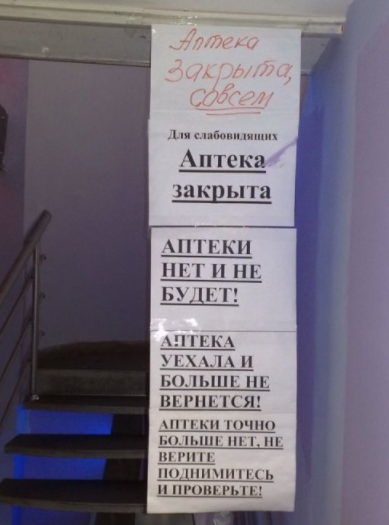 Аптека
закрыта,
совсем
Для слабовидящих
Аптека
закрыта
АПТЕКИ
НЕТ И НЕ
БУДЕТ!
АПТЕКА
УЕХАЛА И
БОЛЬШЕ НЕ
ВЕРНЕТСЯ!
АПТЕКИ ТОЧНО
БОЛЬШЕ НЕТ, НЕ
ВЕРИТЕ
ПОДНИМИТЕСЬ
И ПРОВЕРЬТЕ!